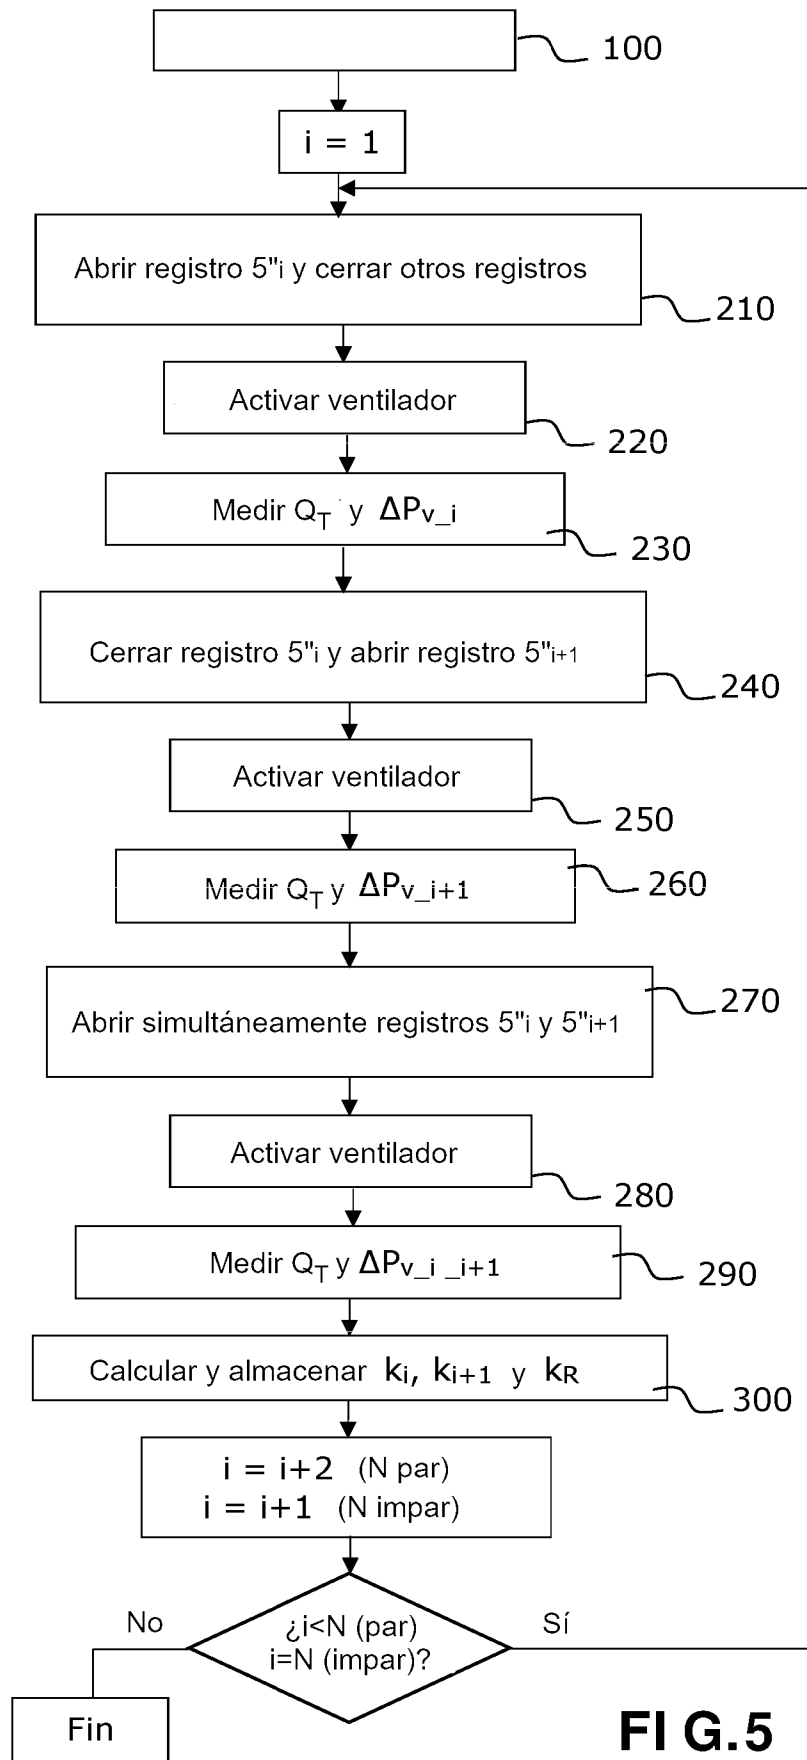 100
i = 1
Abrir registro 5"i y cerrar otros registros
210
Activar ventilador
220
Medir QT y ΔPv_i
230
Cerrar registro 5"i y abrir registro 5"i+1
240
Activar ventilador
250
Medir QT y ΔPv_i+1
260
Abrir simultáneamente registros 5"i y 5"i+1
270
Activar ventilador
280
Medir QT y ΔPv_i _i+1
290
Calcular y almacenar ki, ki+1 y kR
300
i = i+2 (N par)
i = i+1 (N impar)
No
¿i<N (par)
i=N (impar)?
Sí
Fin
FIG.5